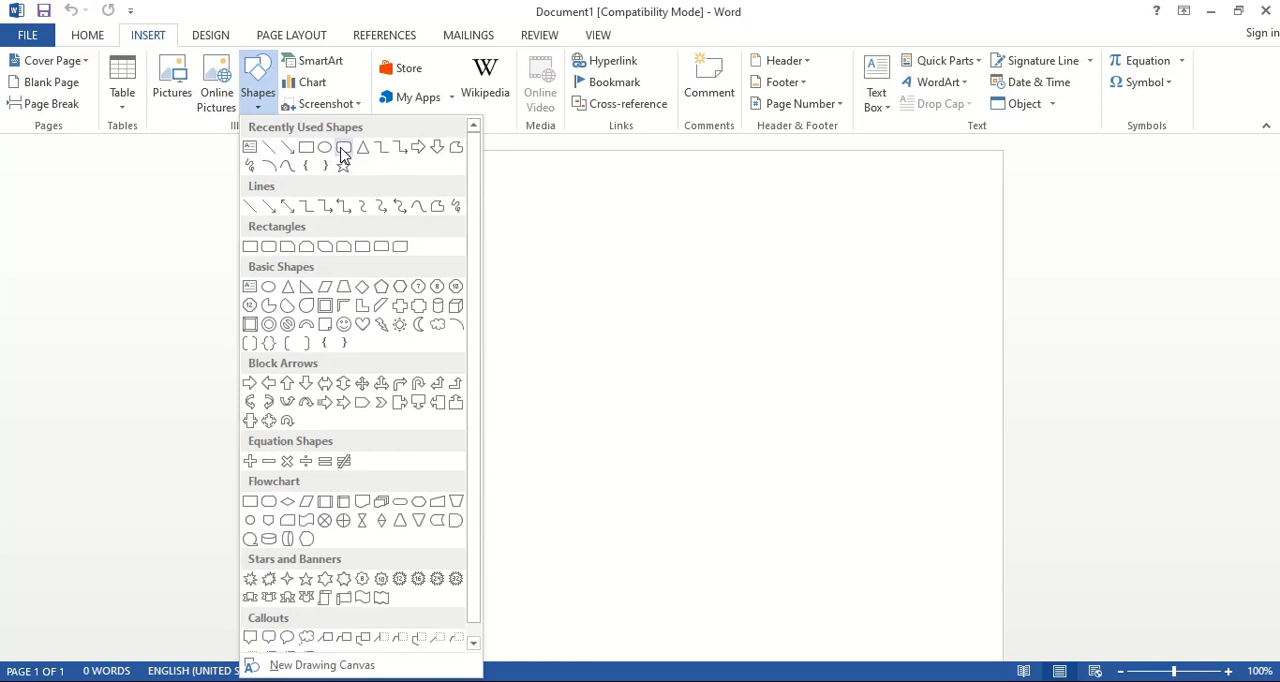 Document1 [Compatibility Mode] - Word
?
FILE HOME INSERT DESIGN PAGE LAYOUT REFERENCES MAILINGS REVIEW VIEW Sign in
Cover Page
Blank Page
Page Break
Pages
Table
Tables
Pictures
Online
Pictures
Shapes
SmartArt
Chart
Screenshot
Store
My Apps
Wikipedia
Online
Video
Media
Hyperlink
Bookmark
Cross-reference
Links
Comment
Comments
Header
Footer
Page Number
Header & Footer
Text
Box
Quick Parts
WordArt
Drop Cap
Signature Line
Date & Time
Object
Text
Equation
Symbol
Symbols
Recently Used Shapes
Lines
Rectangles
Basic Shapes
Block Arrows
Equation Shapes
Flowchart
Stars and Banners
Callouts
New Drawing Canvas
PAGE 1 OF 1 0 WORDS ENGLISH (UNITED S
100%